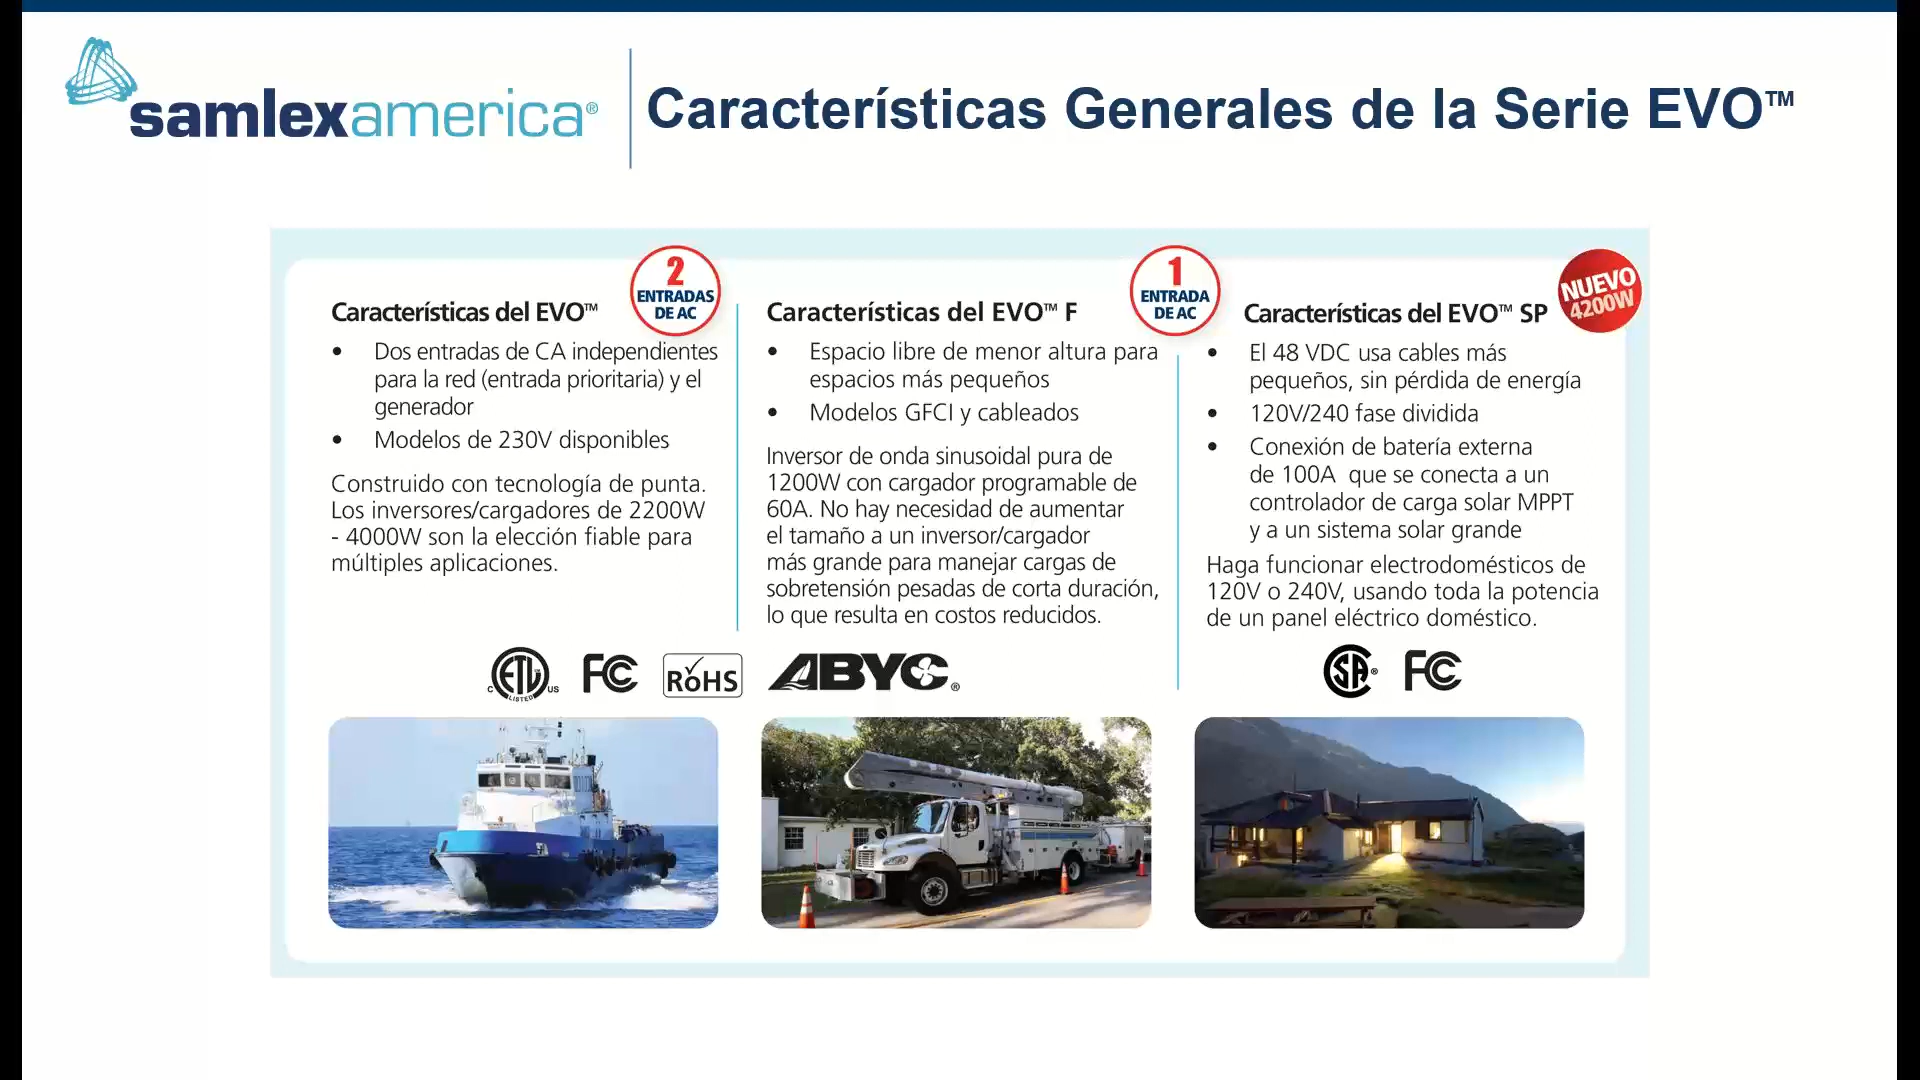 samlexamerica®
Características Generales de la Serie EVO™
Características del EVO™
2
ENTRADAS
DE AC
• Dos entradas de CA independientes
para la red (entrada prioritaria) y el
generador
• Modelos de 230V disponibles
Construido con tecnología de punta.
Los inversores/cargadores de 2200W
- 4000W son la elección fiable para
múltiples aplicaciones.
Características del EVO™ F
1
ENTRADA
DE AC
• Espacio libre de menor altura para
espacios más pequeños
• Modelos GFCI y cableados
Inversor de onda sinusoidal pura de
1200W con cargador programable de
60A. No hay necesidad de aumentar
el tamaño a un inversor/cargador
más grande para manejar cargas de
sobretensión pesadas de corta duración,
lo que resulta en costos reducidos.
Características del EVO™ SP
NUEVO
4200W
• El 48 VDC usa cables más
pequeños, sin pérdida de energía
• 120V/240 fase dividida
• Conexión de batería externa
de 100A que se conecta a un
controlador de carga solar MPPT
y a un sistema solar grande
Haga funcionar electrodomésticos de
120V o 240V, usando toda la potencia
de un panel eléctrico doméstico.
C ETL US
LISTED
FC
RoHS
ABYC®
SA®
FC